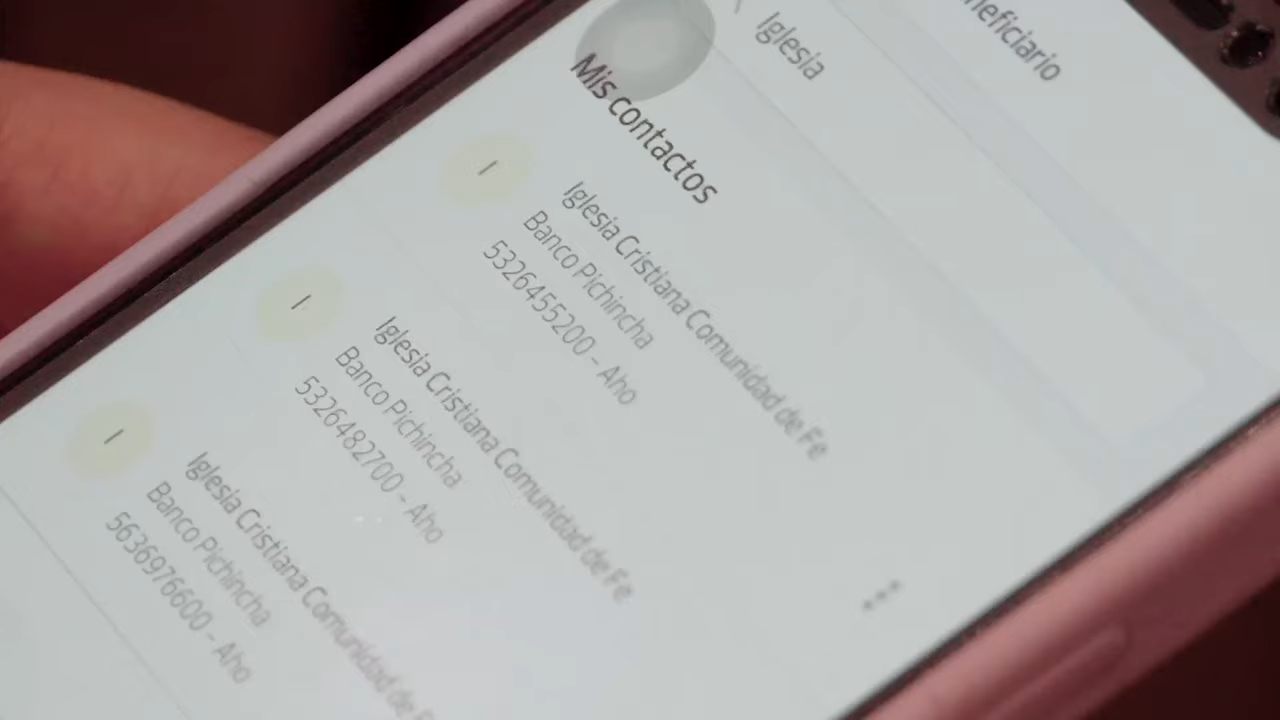 Iglesia
Mis contactos
I
Iglesia Cristiana Comunidad de Fe
Banco Pichincha
5326455200 - Aho
I
Iglesia Cristiana Comunidad de Fe
Banco Pichincha
5326482700 - Aho
I
Iglesia Cristiana Comunidad de
Banco Pichincha
5636976600 - Aho